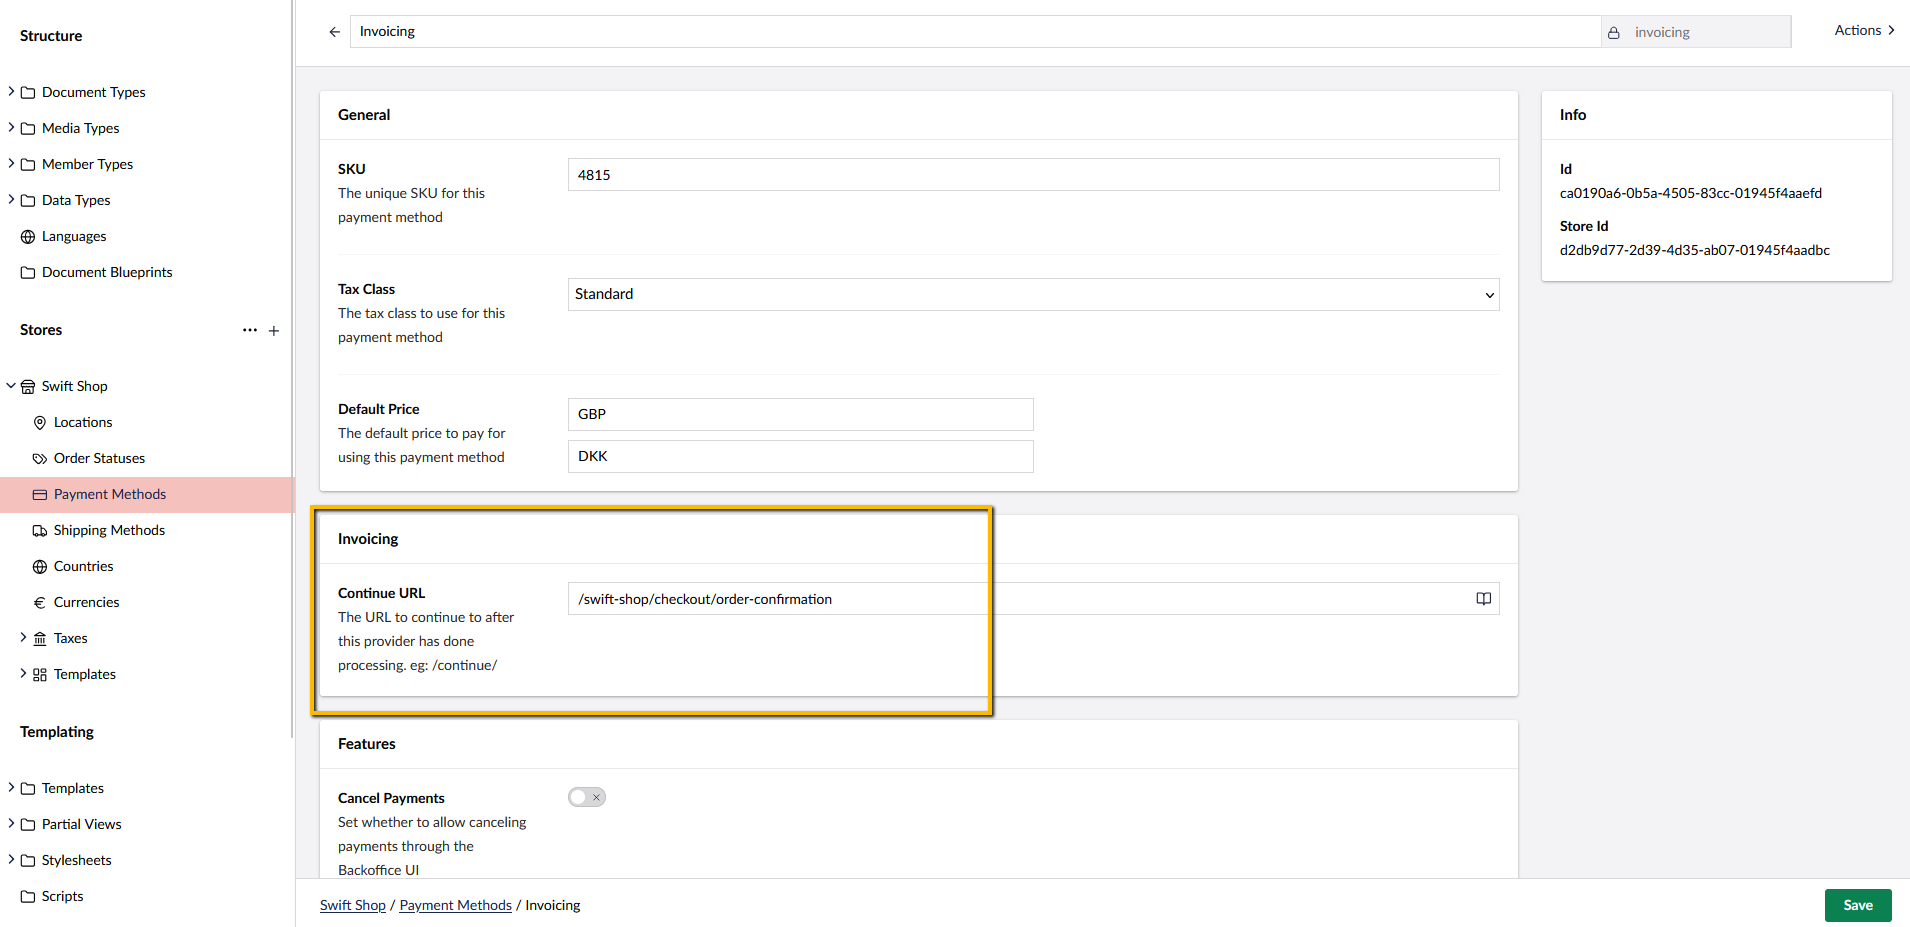 Structure
Document Types
Media Types
Member Types
Data Types
Languages
Document Blueprints
Stores
Swift Shop
Locations
Order Statuses
Payment Methods
Shipping Methods
Countries
Currencies
Taxes
Templates
Templating
Templates
Partial Views
Stylesheets
Scripts
Invoicing
invoicing
Actions
General
SKU
The unique SKU for this
payment method
4815
Tax Class
The tax class to use for this
payment method
Standard
Default Price
The default price to pay for
using this payment method
GBP
DKK
Invoicing
Continue URL
The URL to continue to after
this provider has done
processing. eg: /continue/
/swift-shop/checkout/order-confirmation
Features
Cancel Payments
Set whether to allow canceling
payments through the
Backoffice UI
Info
Id
ca0190a6-0b5a-4505-83cc-01945f4aaefd
Store Id
d2db9d77-2d39-4d35-ab07-01945f4aadbc
Swift Shop / Payment Methods / Invoicing
Save